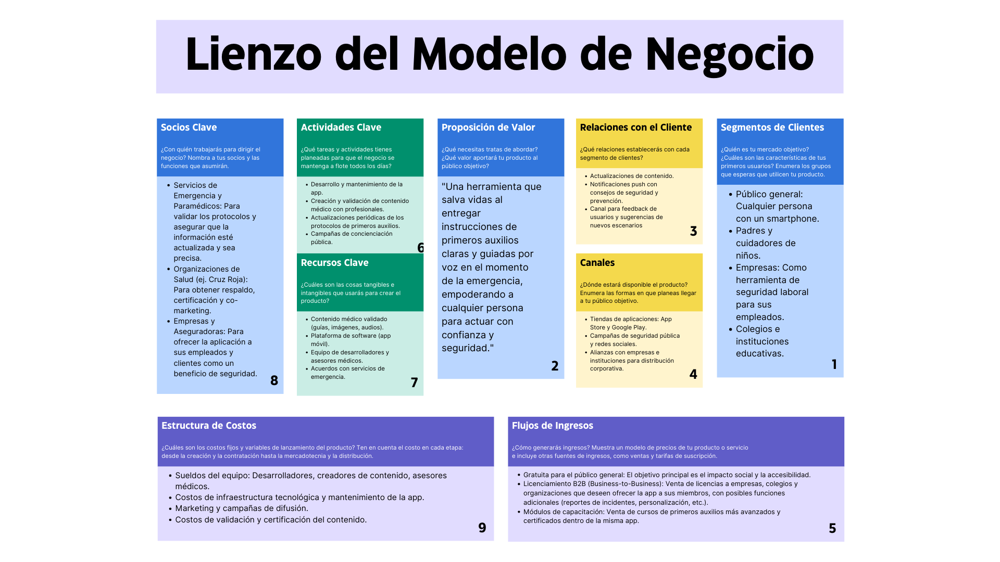 Lienzo del Modelo de Negocio
Socios Clave
¿Con quién trabajarás para dirigir el
negocio? Nombra a tus socios y las
funciones que asumirán.
• Servicios de
Emergencia y
Paramédicos: Para
validar los protocolos y
asegurar que la
información esté
actualizada y sea
precisa.
• Organizaciones de
Salud (ej. Cruz Roja):
Para obtener respaldo,
certificación y co-
marketing.
• Empresas y
Aseguradoras: Para
ofrecer la aplicación a
sus empleados y
clientes como un
beneficio de seguridad.
8
Actividades Clave
¿Qué tareas y actividades tienes
planeadas para que el negocio se
mantenga a flote todos los días?
• Desarrollo y mantenimiento de la
app.
• Creación y validación de contenido
médico con profesionales.
• Actualizaciones periódicas de los
protocolos de primeros auxilios.
• Campañas de concienciación
pública.
6
Recursos Clave
¿Cuáles son las cosas tangibles e
intangibles que usarás para crear el
producto?
• Contenido médico validado
(guías, imágenes, audios).
• Plataforma de software (app
móvil).
• Equipo de desarrolladores y
asesores médicos.
• Acuerdos con servicios de
emergencia.
7
Proposición de Valor
¿Qué necesitas tratas de abordar?
¿Qué valor aportará tu producto al
público objetivo?
"Una herramienta que
salva vidas al
entregar
instrucciones de
primeros auxilios
claras y guiadas por
voz en el momento
de la emergencia,
empoderando a
cualquier persona
para actuar con
confianza y
seguridad."
2
Relaciones con el Cliente
¿Qué relaciones establecerás con cada
segmento de clientes?
• Actualizaciones de contenido.
• Notificaciones push con
consejos de seguridad y
prevención.
• Canal para feedback de
usuarios y sugerencias de
nuevos escenarios
3
Canales
¿Dónde estará disponible el producto?
Enumera las formas en que planeas llegar
a tu público objetivo.
• Tiendas de aplicaciones: App
Store y Google Play.
• Campañas de seguridad pública
y redes sociales.
• Alianzas con empresas e
instituciones para distribución
corporativa.
4
Segmentos de Clientes
¿Quién es tu mercado objetivo?
¿Cuáles son las características de tus
primeros usuarios? Enumera los grupos
que esperas que utilicen tu producto.
• Público general:
Cualquier persona
con un smartphone.
• Padres y
cuidadores de
niños.
• Empresas: Como
herramienta de
seguridad laboral
para sus
empleados.
• Colegios e
instituciones
educativas.
1
Estructura de Costos
¿Cuáles son los costos fijos y variables de lanzamiento del producto? Ten en cuenta el costo en cada etapa:
desde la creación y la contratación hasta la mercadotecnia y la distribución.
• Sueldos del equipo: Desarrolladores, creadores de contenido, asesores
médicos.
• Costos de infraestructura tecnológica y mantenimiento de la app.
• Marketing y campañas de difusión.
• Costos de validación y certificación del contenido.
9
Flujos de Ingresos
¿Cómo generarás ingresos? Muestra un modelo de precios de tu producto o servicio
e incluye otras fuentes de ingresos, como ventas y tarifas de suscripción.
• Gratuita para el público general: El objetivo principal es el impacto social y la accesibilidad.
• Licenciamiento B2B (Business-to-Business): Venta de licencias a empresas, colegios y
organizaciones que deseen ofrecer la app a sus miembros, con posibles funciones
adicionales (reportes de incidentes, personalización, etc.).
• Módulos de capacitación: Venta de cursos de primeros auxilios más avanzados y
certificados dentro de la misma app.
5